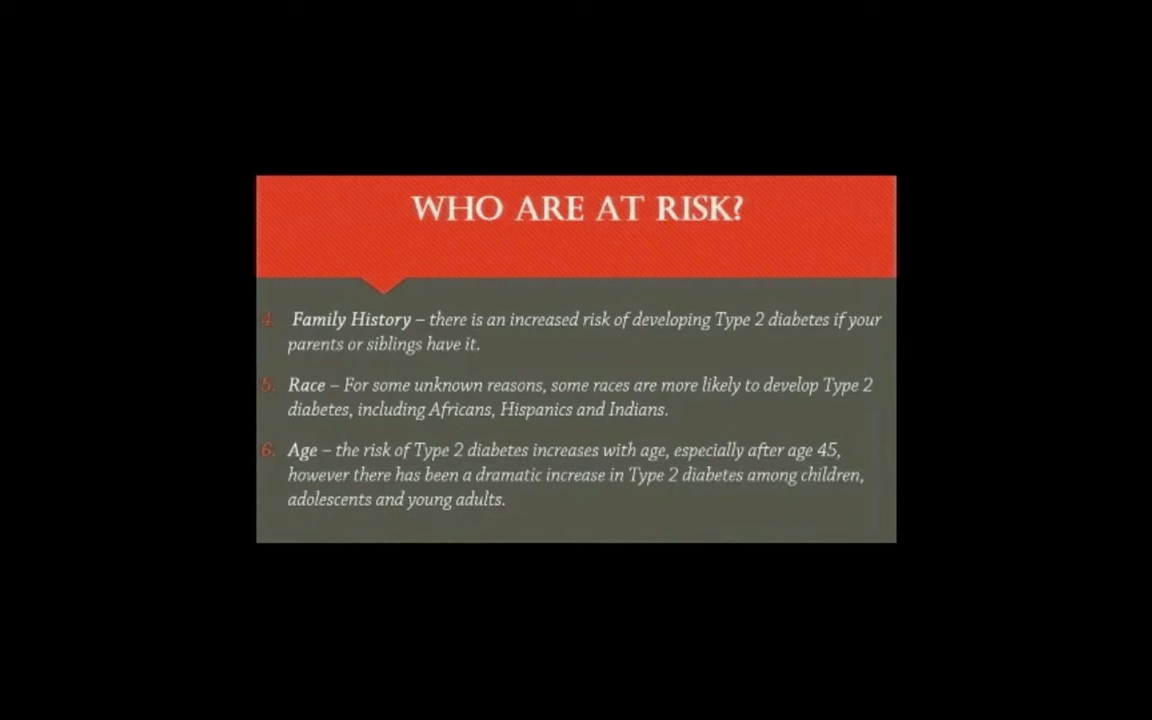 WHO ARE AT RISK?
4. Family History – there is an increased risk of developing Type 2 diabetes if your
parents or siblings have it.
5. Race – For some unknown reasons, some races are more likely to develop Type 2
diabetes, including Africans, Hispanics and Indians.
6. Age – the risk of Type 2 diabetes increases with age, especially after age 45,
however there has been a dramatic increase in Type 2 diabetes among children,
adolescents and young adults.